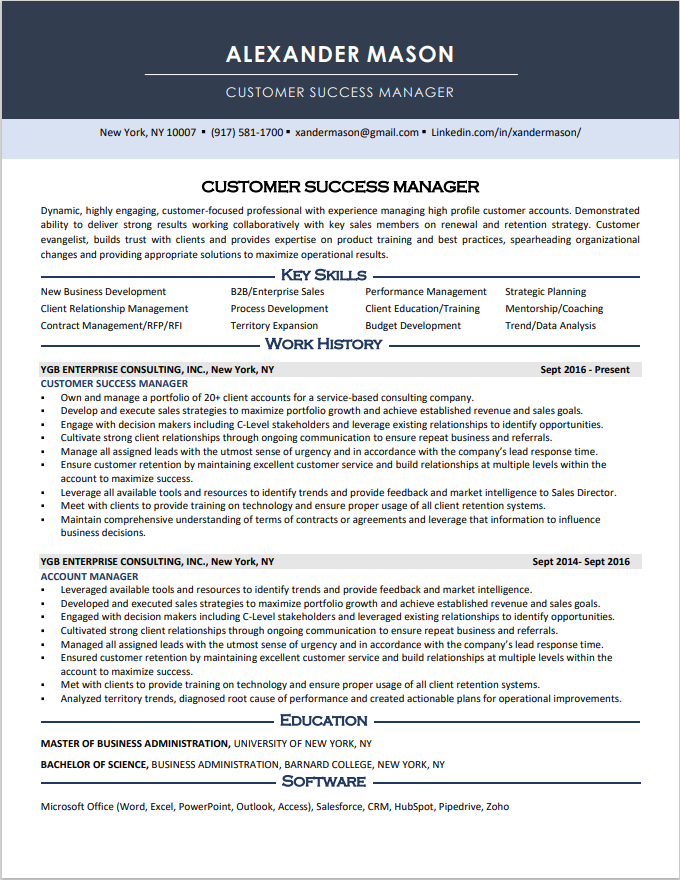 ALEXANDER MASON
CUSTOMER SUCCESS MANAGER
New York, NY 10007 ▪ (917) 581-1700 ▪ xandermason@gmail.com ▪ Linkedin.com/in/xandermason/
CUSTOMER SUCCESS MANAGER
Dynamic, highly engaging, customer-focused professional with experience managing high profile customer accounts. Demonstrated
ability to deliver strong results working collaboratively with key sales members on renewal and retention strategy. Customer
evangelist, builds trust with clients and provides expertise on product training and best practices, spearheading organizational
changes and providing appropriate solutions to maximize operational results.
KEY SKILLS
New Business Development B2B/Enterprise Sales Performance Management Strategic Planning
Client Relationship Management Process Development Client Education/Training Mentorship/Coaching
Contract Management/RFP/RFI Territory Expansion Budget Development Trend/Data Analysis
WORK HISTORY
YGB ENTERPRISE CONSULTING, INC., New York, NY Sept 2016 - Present
CUSTOMER SUCCESS MANAGER
▪ Own and manage a portfolio of 20+ client accounts for a service-based consulting company.
▪ Develop and execute sales strategies to maximize portfolio growth and achieve established revenue and sales goals.
▪ Engage with decision makers including C-Level stakeholders and leverage existing relationships to identify opportunities.
▪ Cultivate strong client relationships through ongoing communication to ensure repeat business and referrals.
▪ Manage all assigned leads with the utmost sense of urgency and in accordance with the company's lead response time.
▪ Ensure customer retention by maintaining excellent customer service and build relationships at multiple levels within the
account to maximize success.
▪ Leverage all available tools and resources to identify trends and provide feedback and market intelligence to Sales Director.
▪ Meet with clients to provide training on technology and ensure proper usage of all client retention systems.
▪ Maintain comprehensive understanding of terms of contracts or agreements and leverage that information to influence
business decisions.
YGB ENTERPRISE CONSULTING, INC., New York, NY Sept 2014- Sept 2016
ACCOUNT MANAGER
▪ Leveraged available tools and resources to identify trends and provide feedback and market intelligence.
▪ Developed and executed sales strategies to maximize portfolio growth and achieve established revenue and sales goals.
▪ Engaged with decision makers including C-Level stakeholders and leveraged existing relationships to identify opportunities.
▪ Cultivated strong client relationships through ongoing communication to ensure repeat business and referrals.
▪ Managed all assigned leads with the utmost sense of urgency and in accordance with the company's lead response time.
▪ Ensured customer retention by maintaining excellent customer service and build relationships at multiple levels within the
account to maximize success.
▪ Met with clients to provide training on technology and ensure proper usage of all client retention systems.
▪ Analyzed territory trends, diagnosed root cause of performance and created actionable plans for operational improvements.
EDUCATION
MASTER OF BUSINESS ADMINISTRATION, UNIVERSITY OF NEW YORK, NY
BACHELOR OF SCIENCE, BUSINESS ADMINISTRATION, BARNARD COLLEGE, NEW YORK, NY
SOFTWARE
Microsoft Office (Word, Excel, PowerPoint, Outlook, Access), Salesforce, CRM, HubSpot, Pipedrive, Zoho